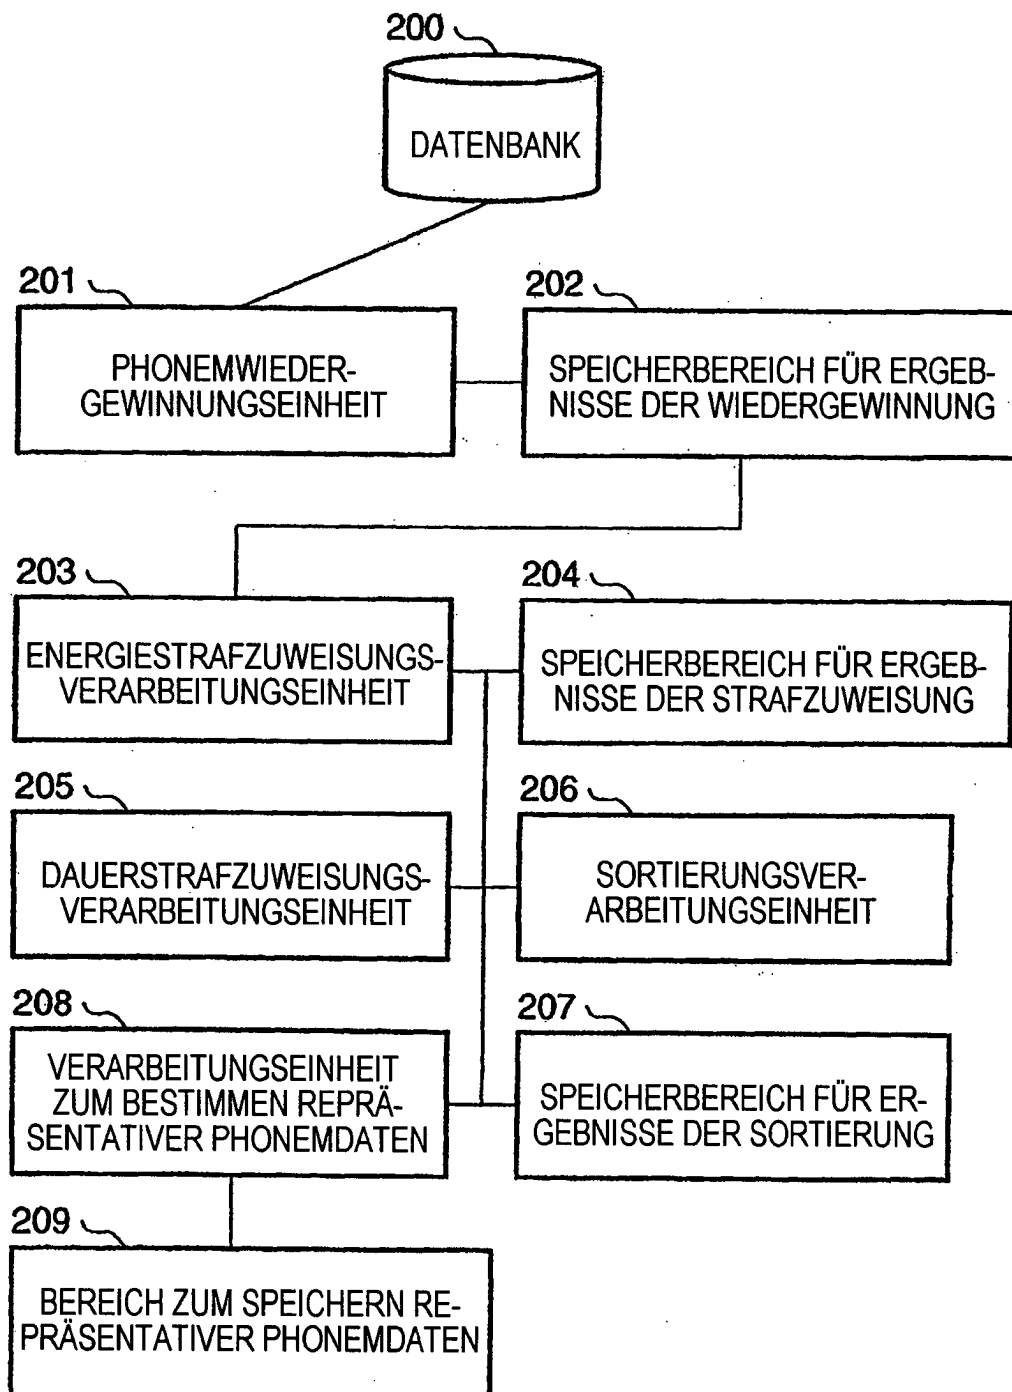 200
DATENBANK
201
PHONEMWIEDER-
GEWINNUNGSEINHEIT
202
SPEICHERBEREICH FÜR ERGEB-
NISSE DER WIEDERGEWINNUNG
203
ENERGIESTRAFZUWEISUNGS-
VERARBEITUNGSEINHEIT
204
SPEICHERBEREICH FÜR ERGEB-
NISSE DER STRAFZUWEISUNG
205
DAUERSTRAFZUWEISUNGS-
VERARBEITUNGSEINHEIT
206
SORTIERUNGSVER-
ARBEITUNGSEINHEIT
208
VERARBEITUNGSEINHEIT
ZUM BESTIMMEN REPRÄ-
SENTATIVER PHONEMDATEN
207
SPEICHERBEREICH FÜR ER-
GEBNISSE DER SORTIERUNG
209
BEREICH ZUM SPEICHERN RE-
PRÄSENTATIVER PHONEMDATEN